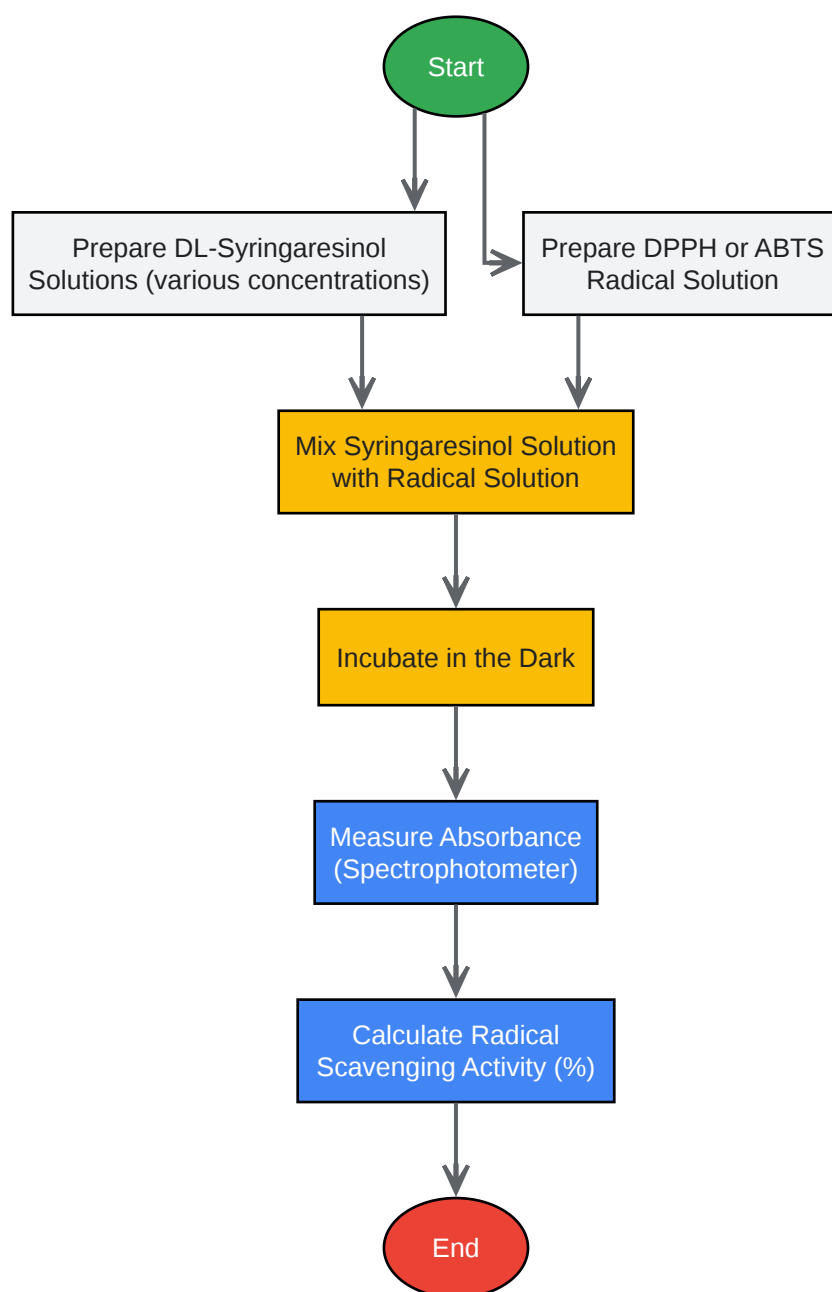 Start
Prepare DL-Syringaresinol
Solutions (various concentrations)
Prepare DPPH or ABTS
Radical Solution
Mix Syringaresinol Solution
with Radical Solution
Incubate in the Dark
Measure Absorbance
(Spectrophotometer)
Calculate Radical
Scavenging Activity (%)
End